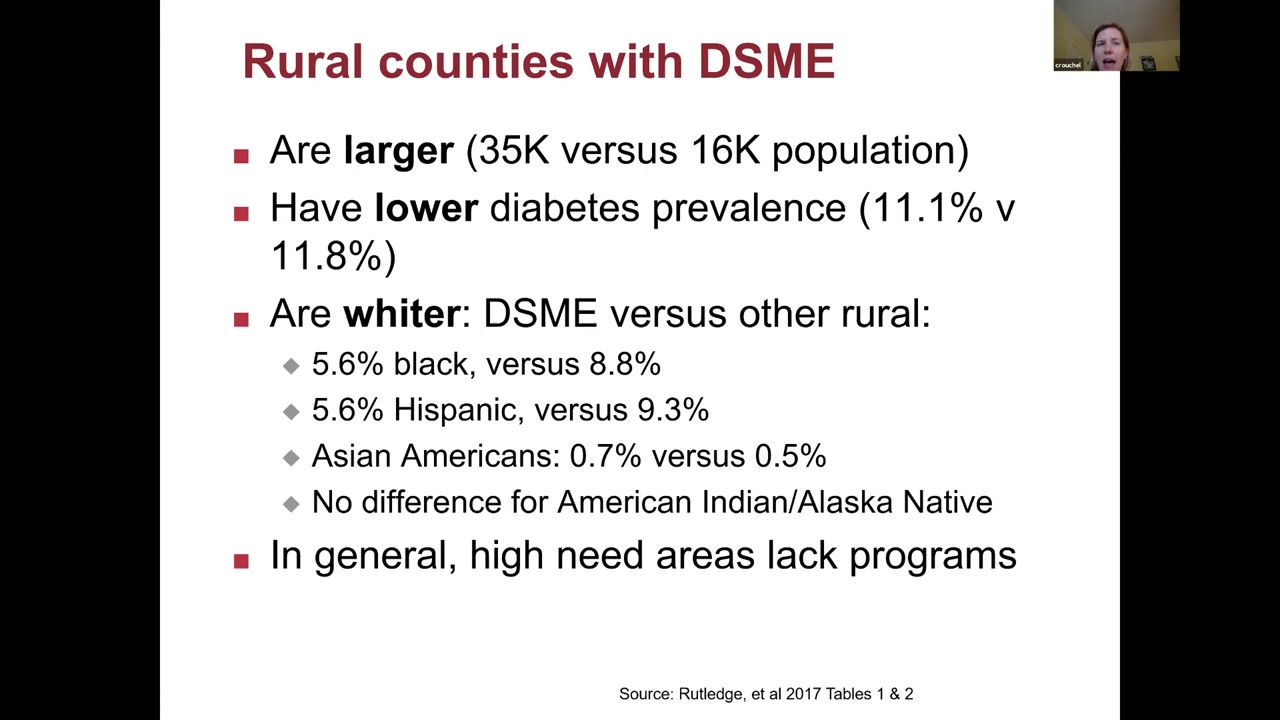 Rural counties with DSME
crouchel
■ Are larger (35K versus 16K population)
■ Have lower diabetes prevalence (11.1% v
11.8%)
■ Are whiter: DSME versus other rural:
◆ 5.6% black, versus 8.8%
◆ 5.6% Hispanic, versus 9.3%
◆ Asian Americans: 0.7% versus 0.5%
◆ No difference for American Indian/Alaska Native
■ In general, high need areas lack programs
Source: Rutledge, et al 2017 Tables 1 & 2